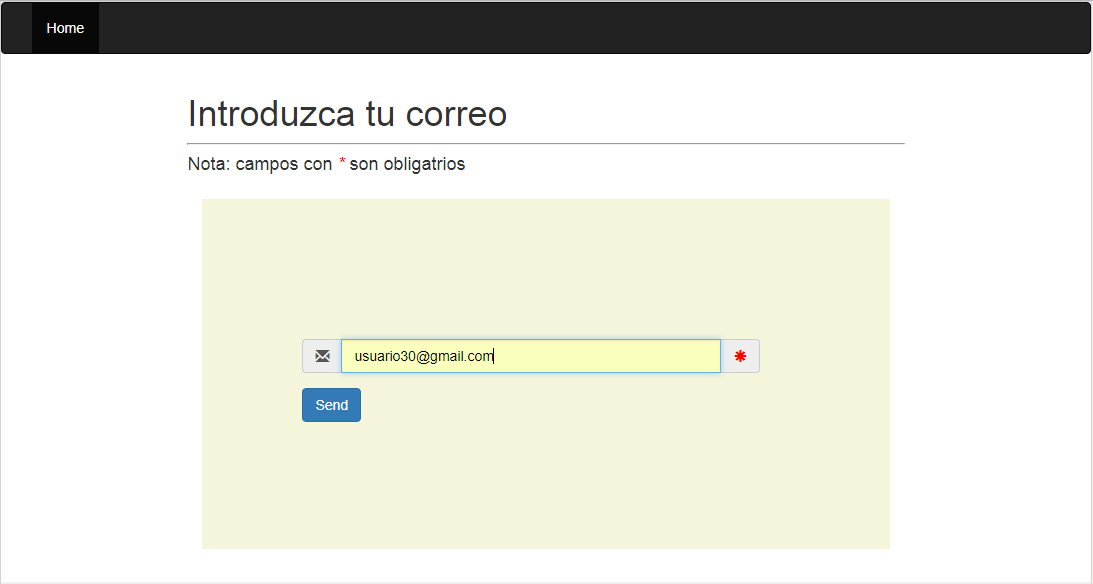 Home
Introduzca tu correo
Nota: campos con * son obligatrios
usuario30@gmail.com
Send